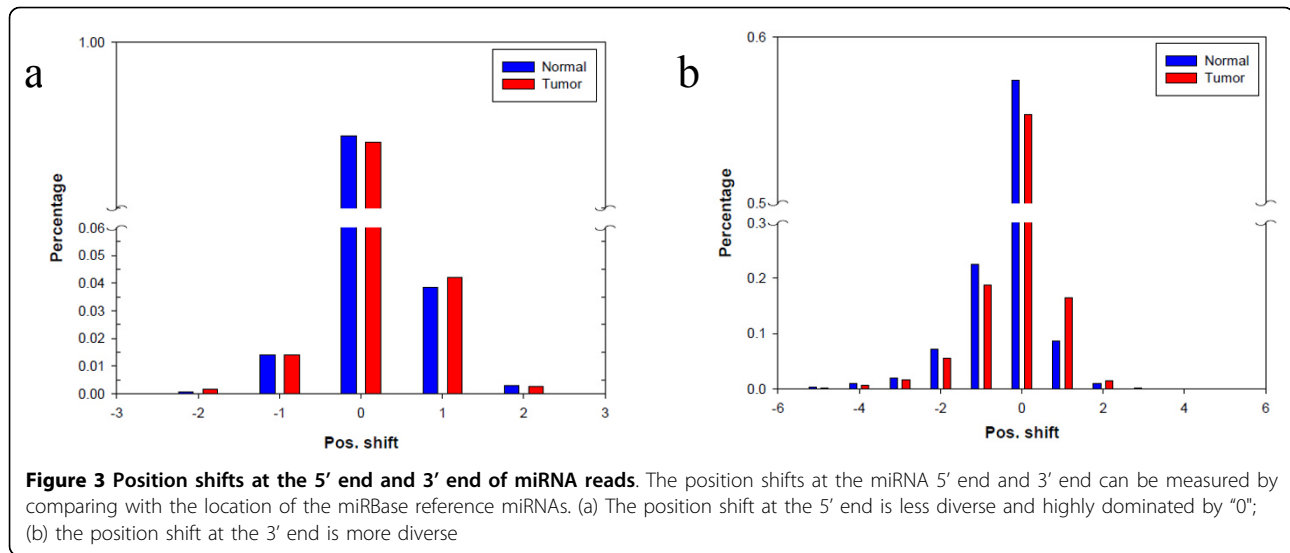 a
1.00
Normal
Tumor
Percentage
0.06
0.05
0.04
0.03
0.02
0.01
0.00
-3 -2 -1 0 1 2 3
Pos. shift
b
0.6
Normal
Tumor
Percentage
0.5
0.3
0.2
0.1
0.0
-6 -4 -2 0 2 4 6
Pos. shift
Figure 3 Position shifts at the 5′ end and 3′ end of miRNA reads. The position shifts at the miRNA 5′ end and 3′ end can be measured by
comparing with the location of the miRBase reference miRNAs. (a) The position shift at the 5′ end is less diverse and highly dominated by “0”;
(b) the position shift at the 3′ end is more diverse